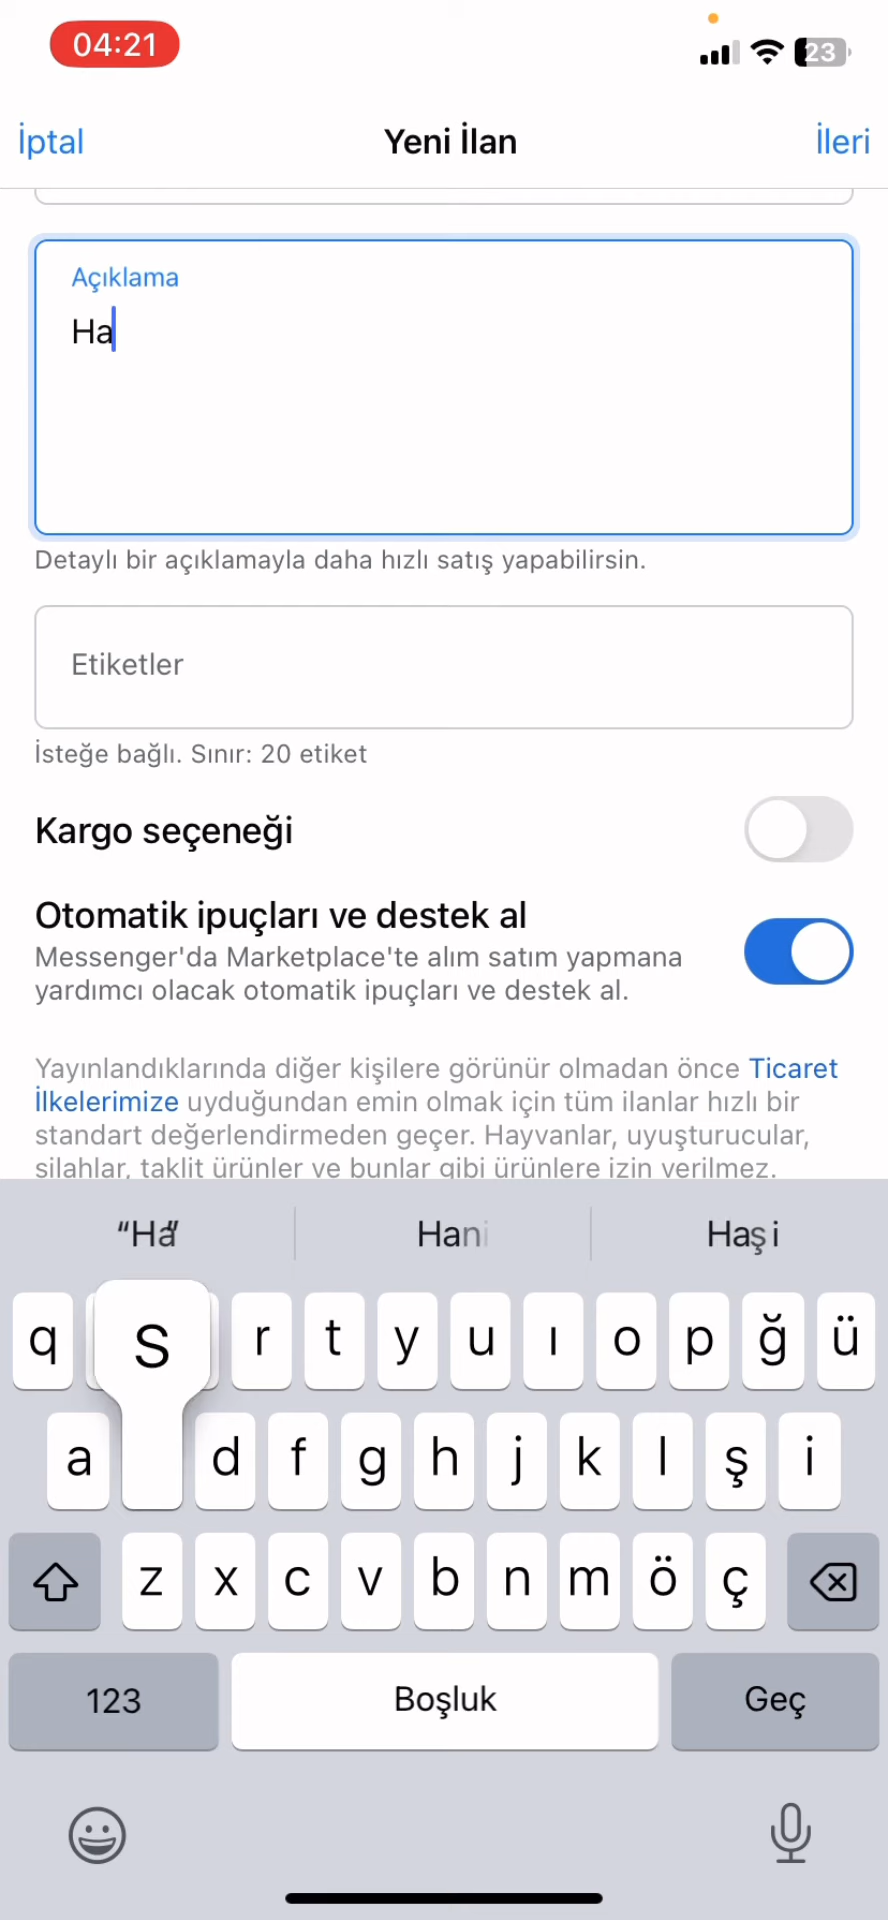 04:21
23
İptal
Yeni İlan
İleri
Açıklama
Ha
Detaylı bir açıklamayla daha hızlı satış yapabilirsin.
Etiketler
İsteğe bağlı. Sınır: 20 etiket
Kargo seçeneği
Otomatik ipuçları ve destek al
Messenger'da Marketplace'te alım satım yapmana
yardımcı olacak otomatik ipuçları ve destek al.
Yayınlandıklarında diğer kişilere görünür olmadan önce Ticaret
İlkelerimize uyduğundan emin olmak için tüm ilanlar hızlı bir
standart değerlendirmeden geçer. Hayvanlar, uyuşturucular,
silahlar, taklit ürünler ve bunlar gibi ürünlere izin verilmez.
“Ha” Hani
q s r t y u ı o p ğ ü
a d f g h j k l ş i
z x c v b n m ö ç
123 Boşluk Geç